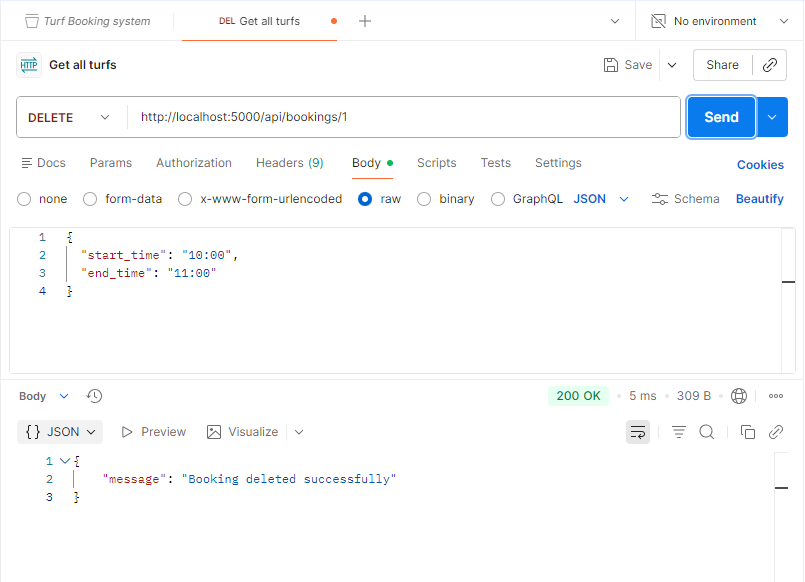 Turf Booking system
DEL Get all turfs
No environment
HTTP Get all turfs
Save
Share
DELETE
http://localhost:5000/api/bookings/1
Send
Docs Params Authorization Headers (9) Body Scripts Tests Settings Cookies
none form-data x-www-form-urlencoded raw binary GraphQL JSON Schema Beautify
1 {
2 "start_time": "10:00",
3 "end_time": "11:00"
4 }
Body 200 OK 5 ms 309 B
{} JSON Preview Visualize
1 {
2 "message": "Booking deleted successfully"
3 }